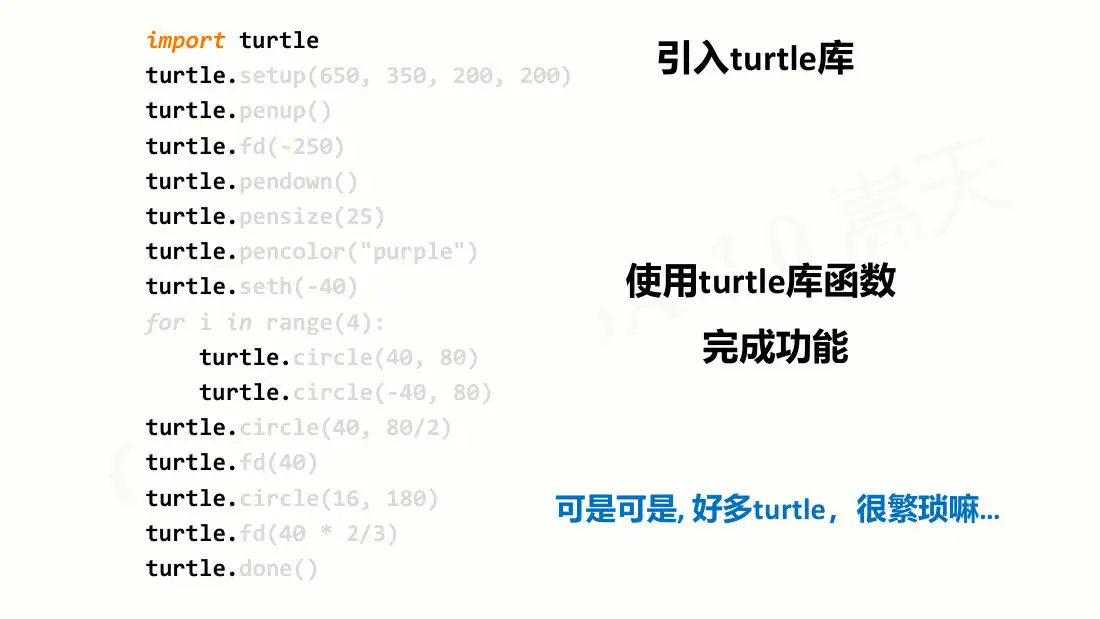 import turtle
turtle.setup(650, 350, 200, 200)
turtle.penup()
turtle.fd(-250)
turtle.pendown()
turtle.pensize(25)
turtle.pencolor("purple")
turtle.seth(-40)
for i in range(4):
    turtle.circle(40, 80)
    turtle.circle(-40, 80)
turtle.circle(40, 80/2)
turtle.fd(40)
turtle.circle(16, 180)
turtle.fd(40 * 2/3)
turtle.done()
引入turtle库
使用turtle库函数
完成功能
可是可是, 好多turtle，很繁琐嘛...
嵩天